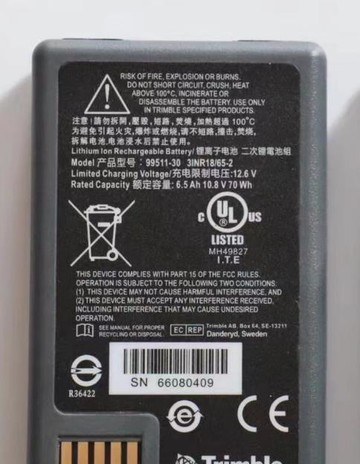 RISK OF FIRE, EXPLOSION OR BURNS.
DO NOT SHORT CIRCUIT, CRUSH, HEAT
ABOVE 100°C, INCINERATE OR
DISASSEMBLE THE BATTERY. USE ONLY
IN TRIMBLE SPECIFIED DEVICES.
注意:請勿拆開,壓毀,短路,焚燒,加熱超過 100℃
为避免引起火灾,爆炸或燃烧,请不短路,撞击,焚烧
拆解电池,电池浸水后禁止使用。
Lithium Ion Rechargeable Battery/ 锂离子电池 二次鋰電池組
Model 产品型号: 99511-30 3INR18/65-2
Limited Charging Voltage/充电限制电压:12.6 V
Rated Capacity 额定容量: 6.5 Ah 10.8 V 70 Wh
c UL us
LISTED
MH49827
I.T.E
THIS DEVICE COMPLIES WITH PART 15 OF THE FCC RULES.
OPERATION IS SUBJECT TO THE FOLLOWING TWO CONDITIONS:
(1) THIS DEVICE MAY NOT CAUSE HARMFUL INTERFERENCE, AND
(2) THIS DEVICE MUST ACCEPT ANY INTERFERENCE RECEIVED,
INCLUDING INTERFERENCE THAT MAY CAUSE UNDESIRED
OPERATION.
SEE MANUAL FOR PROPER
RECYCLING OR DISPOSAL.
EC REP
Trimble AB. Box 64, SE-13211
Danderyd, Sweden
R36422
SN 66080409
e
CE
Trimble